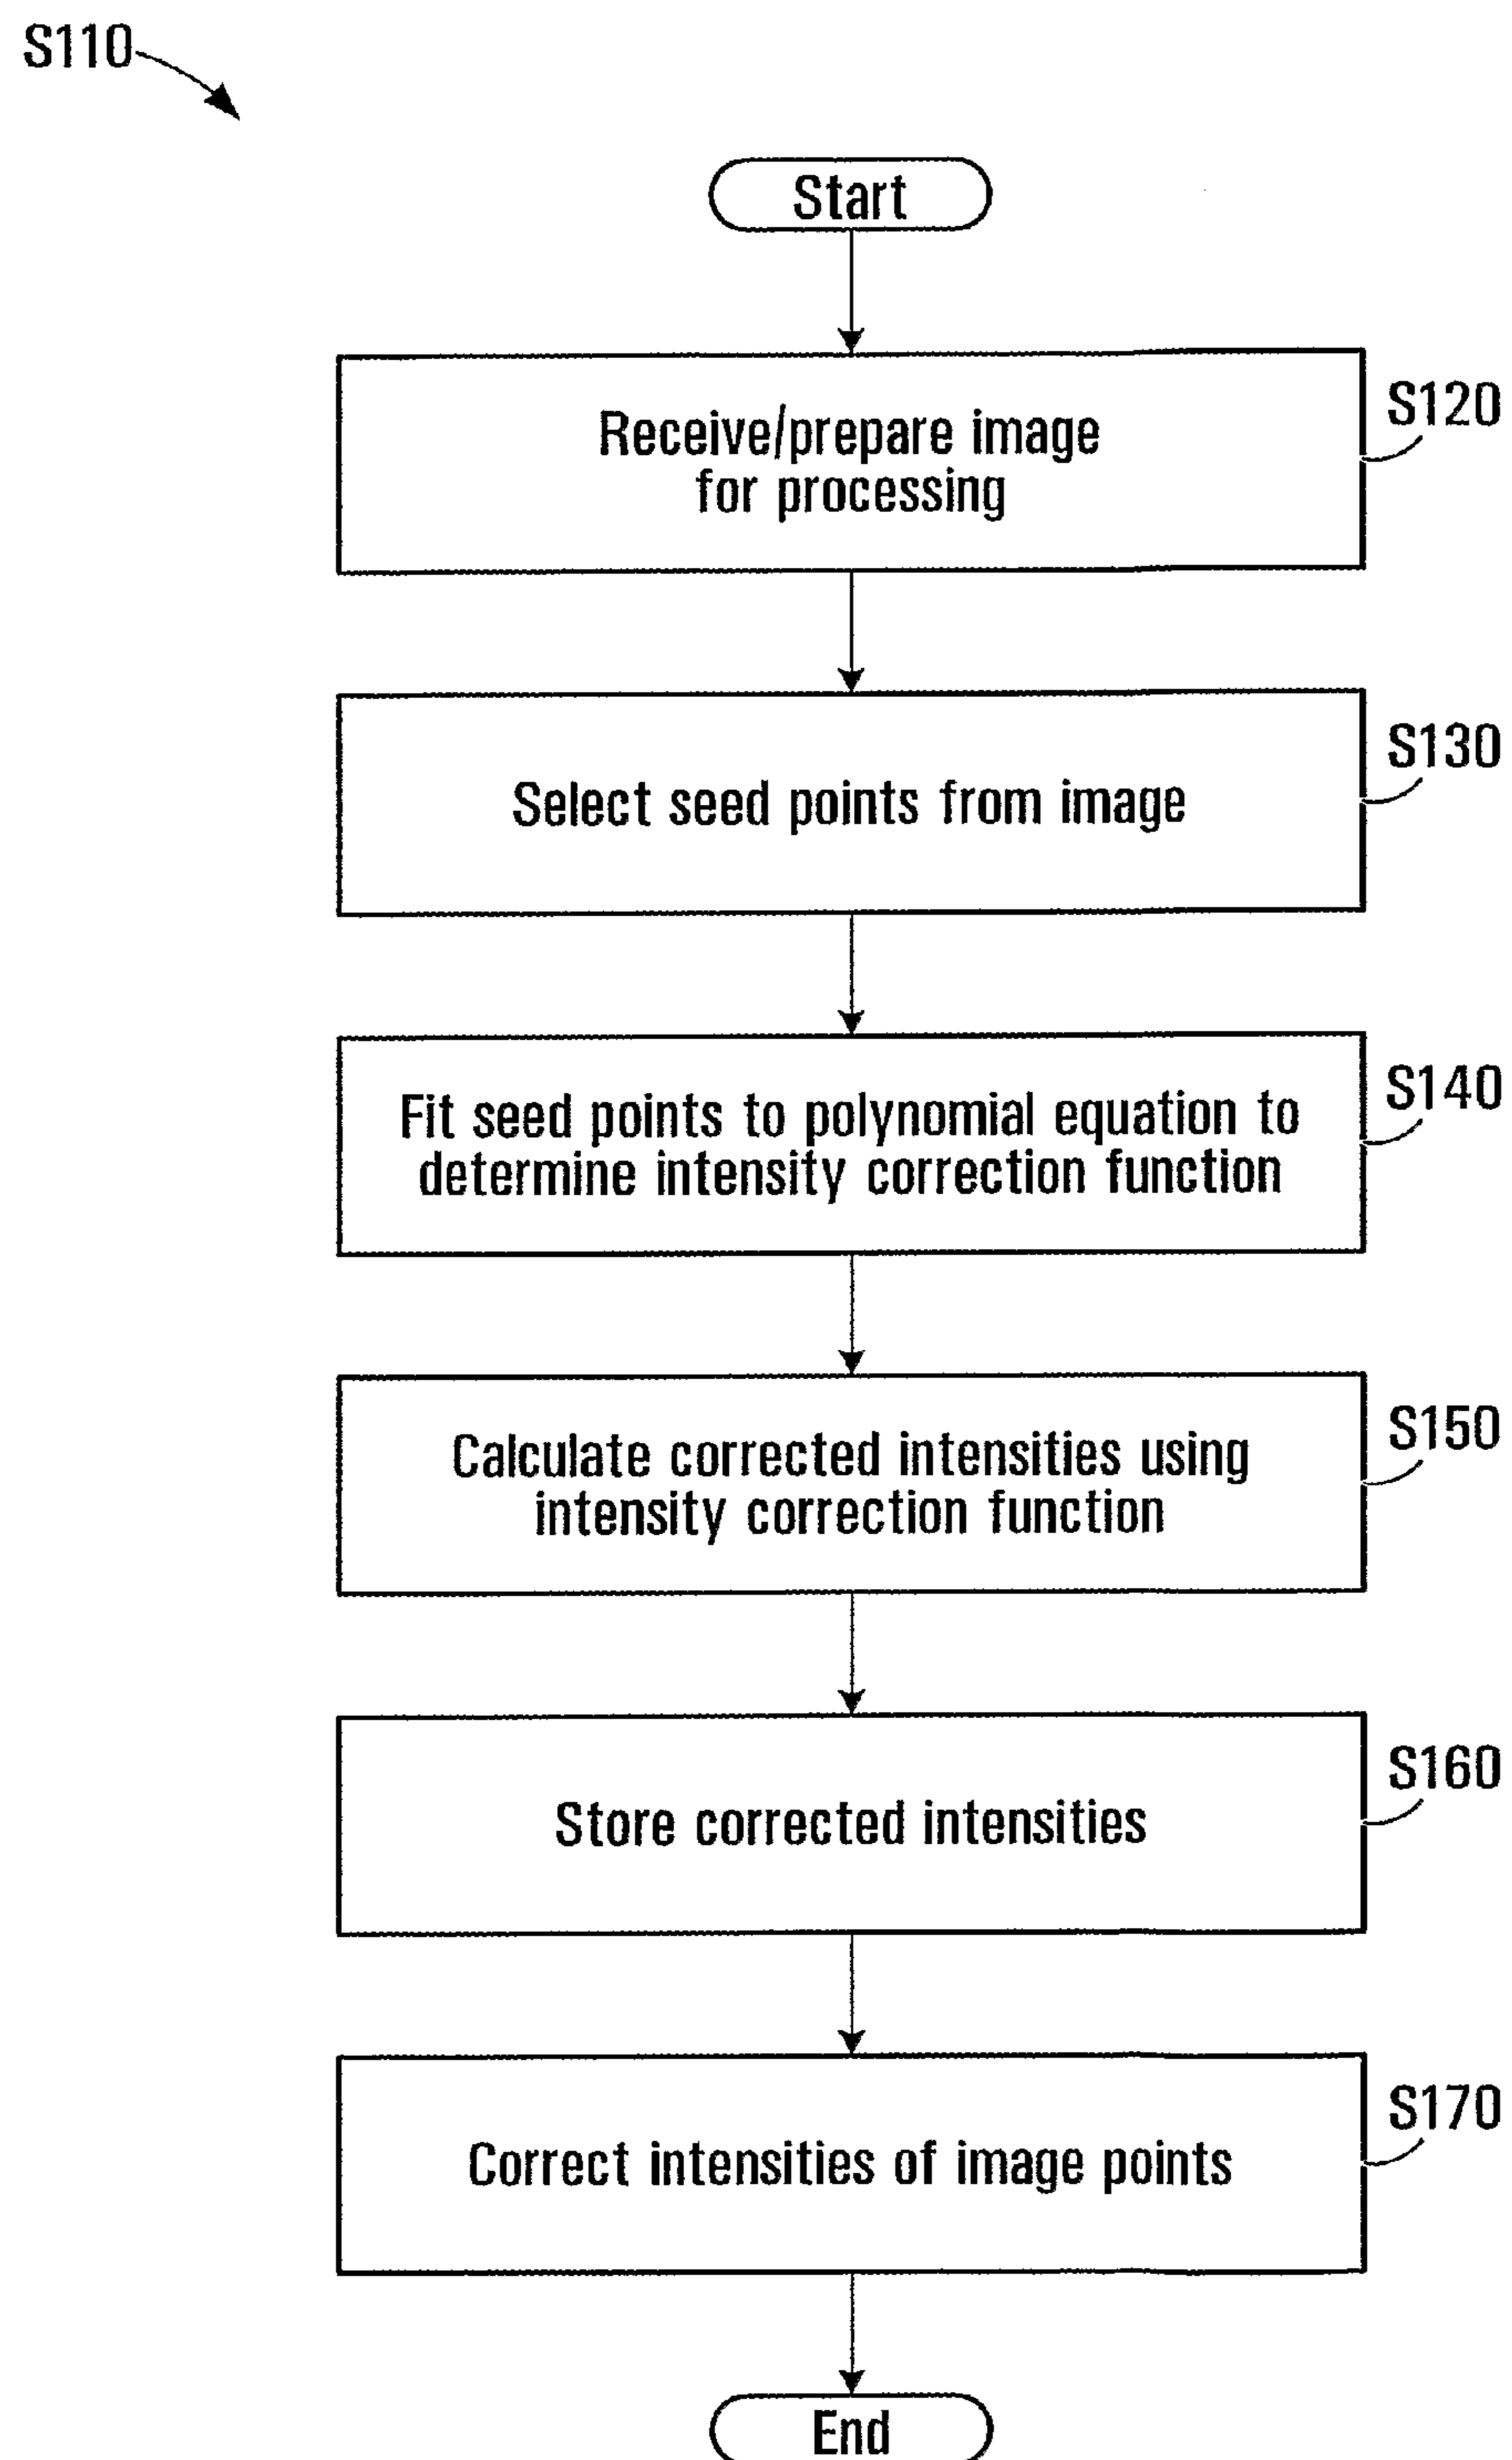 S110
Start
Receive/prepare image
for processing
S120
Select seed points from image
S130
Fit seed points to polynomial equation to
determine intensity correction function
S140
Calculate corrected intensities using
intensity correction function
S150
Store corrected intensities
S160
Correct intensities of image points
S170
End